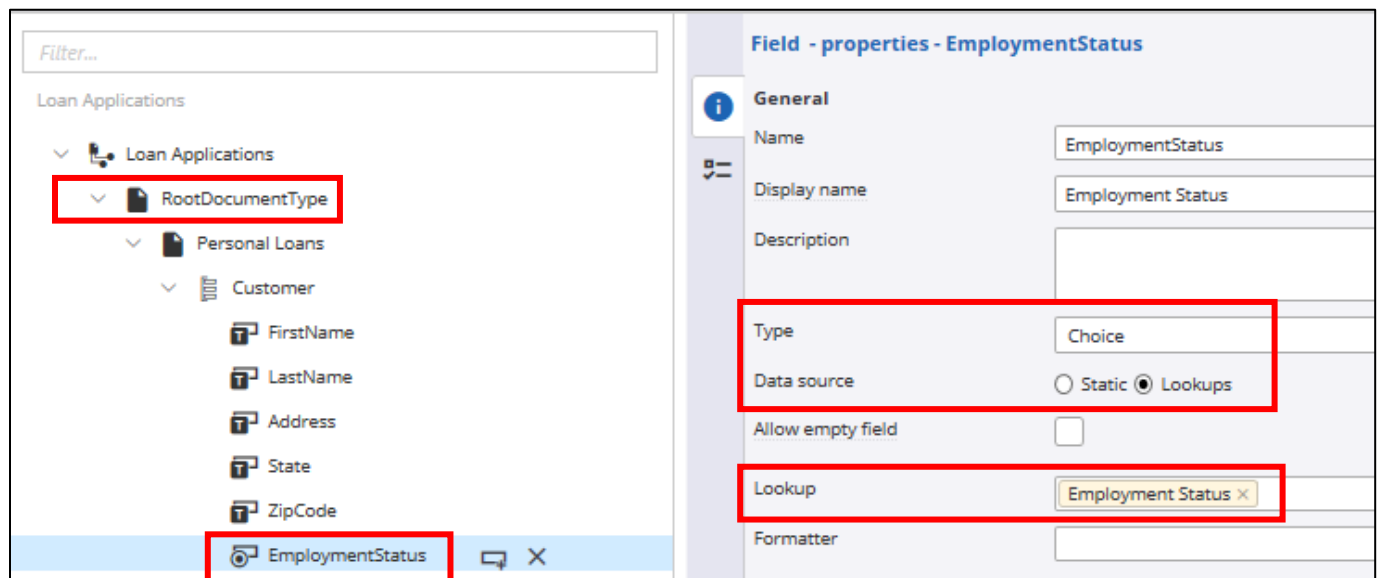 Filter...
Loan Applications
Loan Applications
RootDocumentType
Personal Loans
Customer
FirstName
LastName
Address
State
ZipCode
EmploymentStatus
Field - properties - EmploymentStatus
General
Name
EmploymentStatus
Display name
Employment Status
Description
Type
Choice
Data source
Static Lookups
Allow empty field
Lookup
Employment Status ×
Formatter